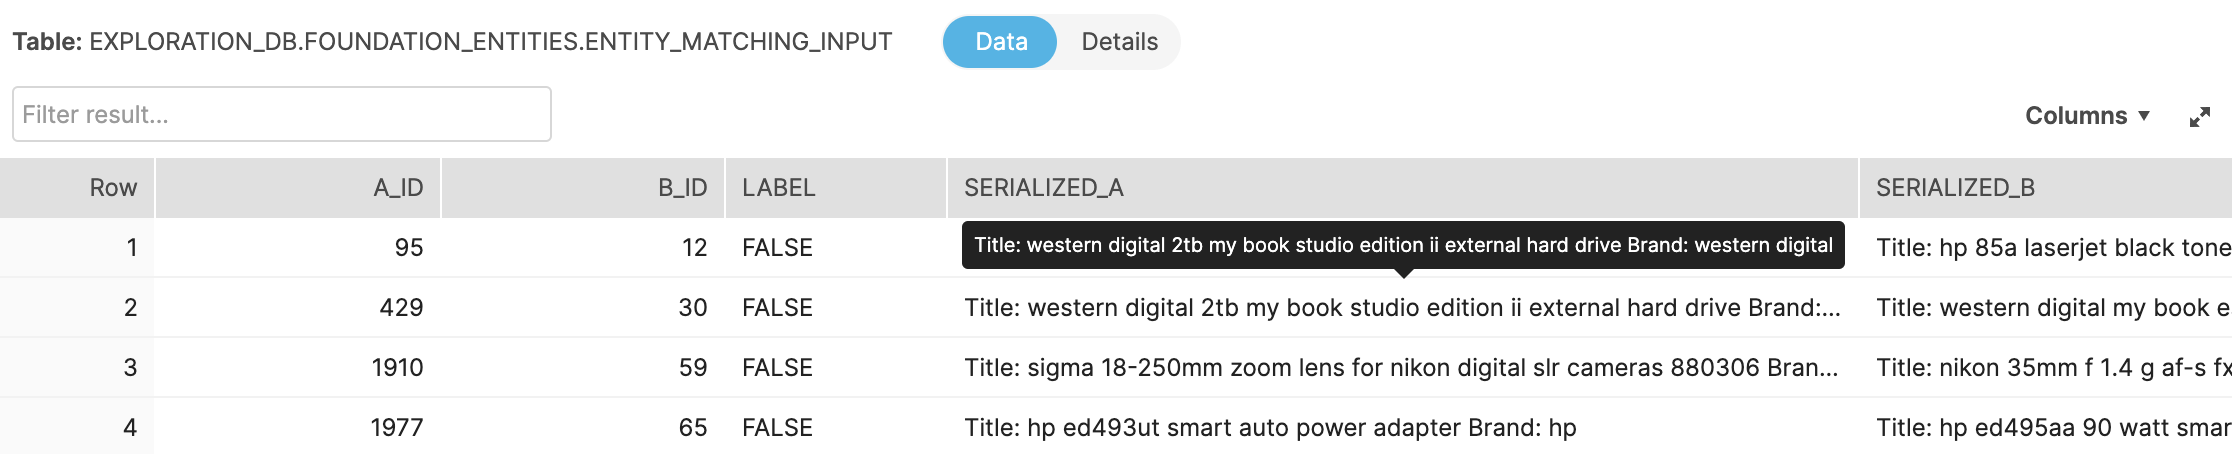 Table: EXPLORATION_DB.FOUNDATION_ENTITIES.ENTITY_MATCHING_INPUT Data Details
Filter result...
Columns
Row A_ID B_ID LABEL SERIALIZED_A SERIALIZED_B
1 95 12 FALSE Title: western digital 2tb my book studio edition ii external hard drive Brand: western digital Title: hp 85a laserjet black tone
2 429 30 FALSE Title: western digital 2tb my book studio edition ii external hard drive Brand:... Title: western digital my book e
3 1910 59 FALSE Title: sigma 18-250mm zoom lens for nikon digital slr cameras 880306 Bran... Title: nikon 35mm f 1.4 g af-s fx
4 1977 65 FALSE Title: hp ed493ut smart auto power adapter Brand: hp Title: hp ed495aa 90 watt smar